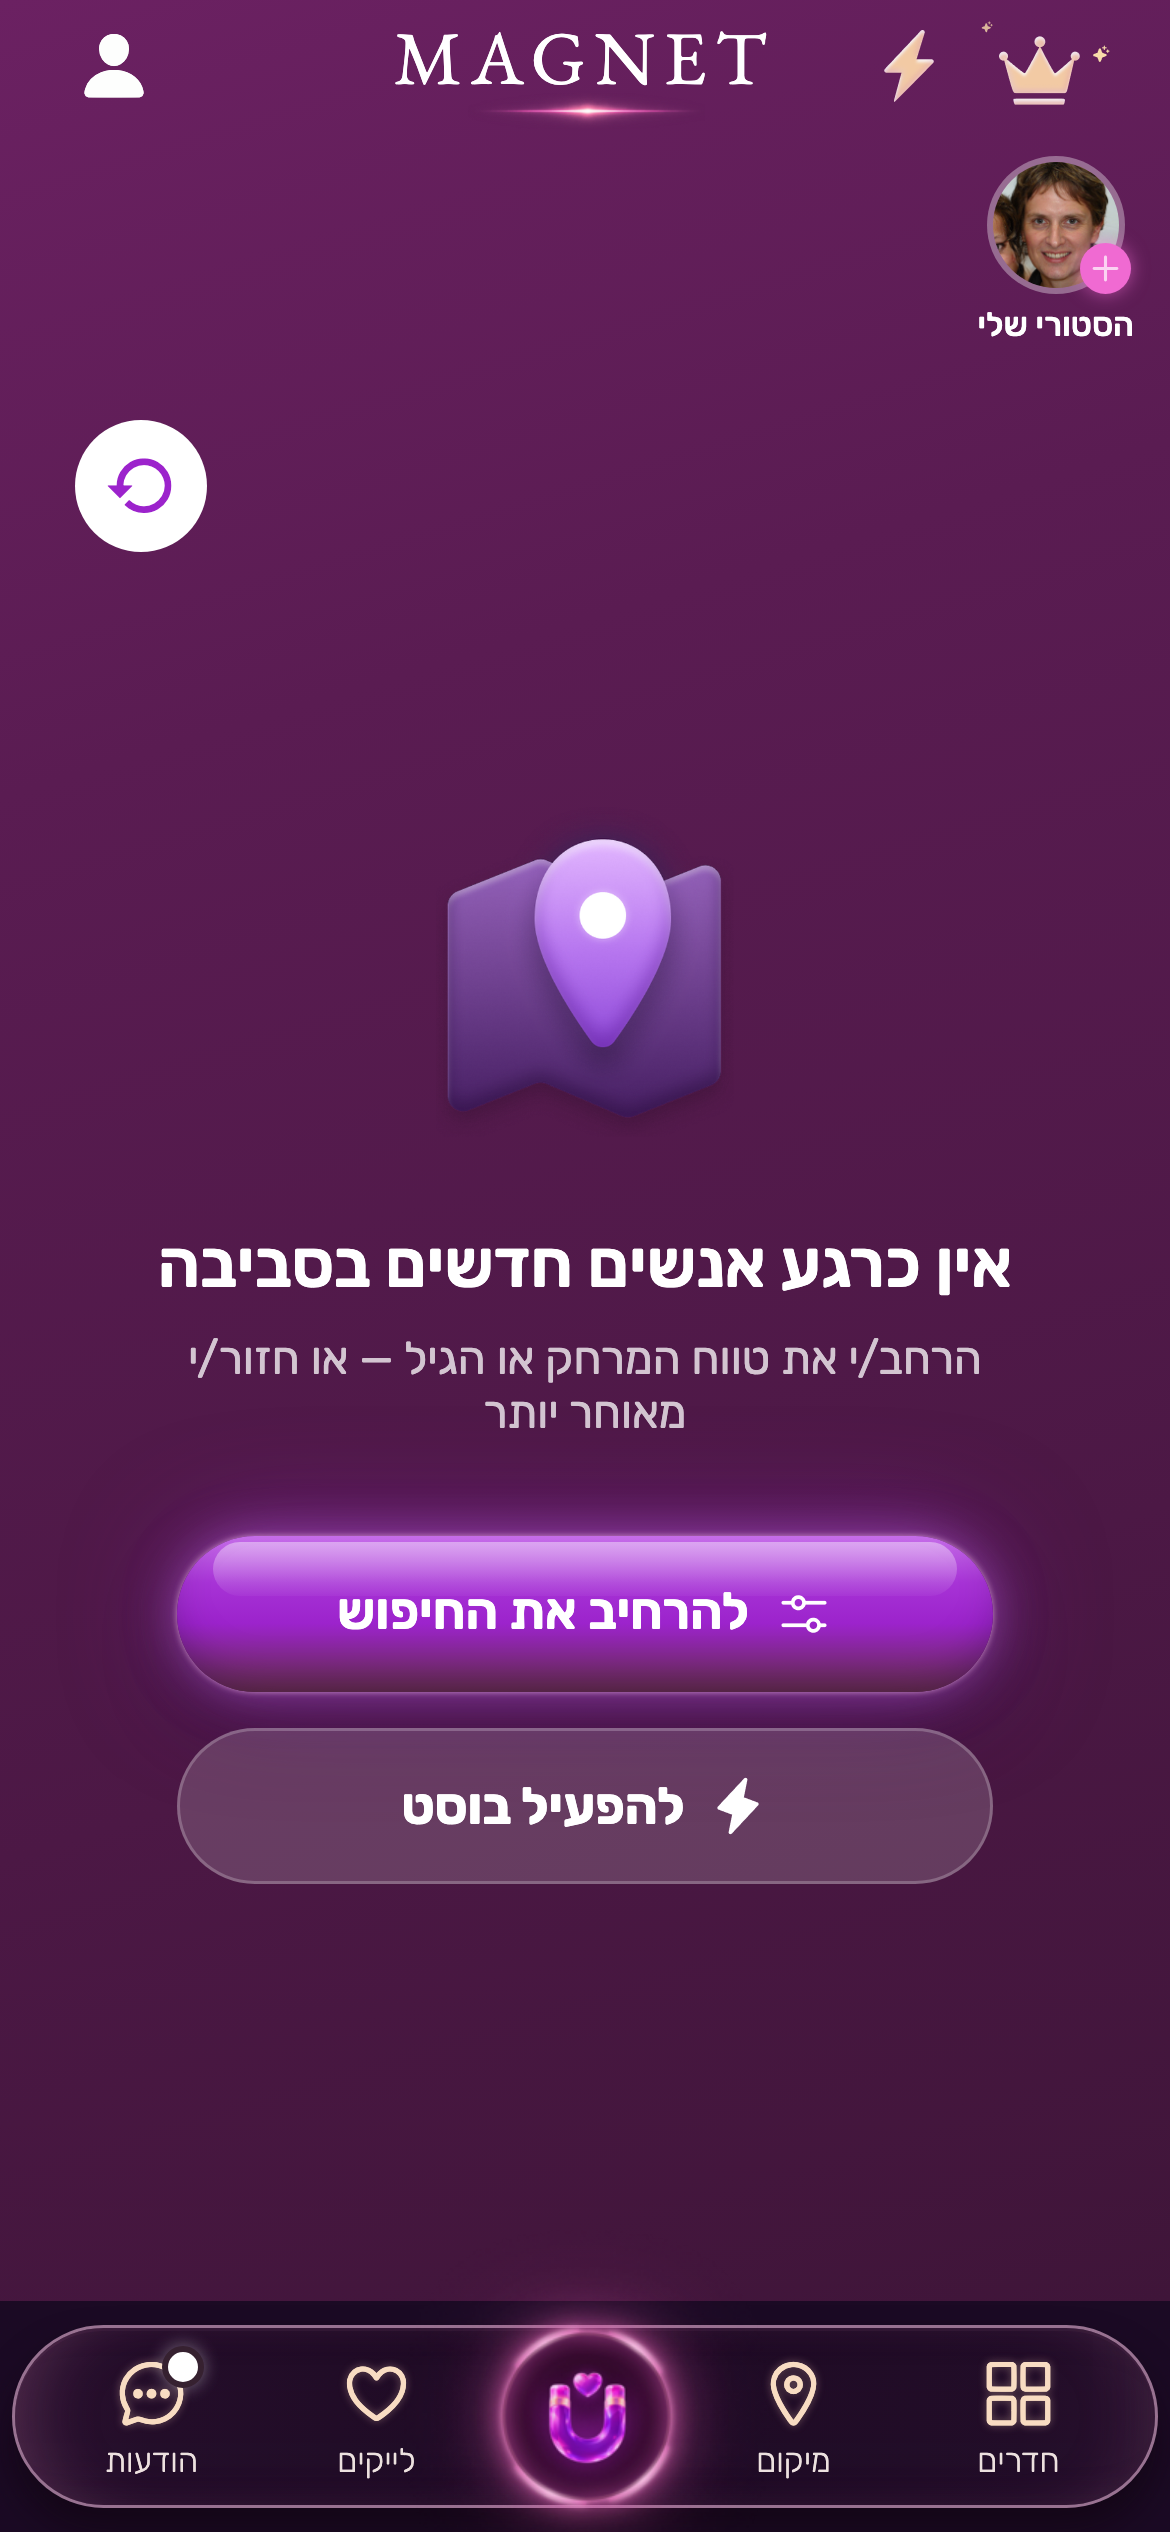 MAGNET
הסטורי שלי
אין כרגע אנשים חדשים בסביבה
הרחב/י את טווח המרחק או הגיל – או חזור/י
מאוחר יותר
להרחיב את החיפוש
להפעיל בוסט
חדרים
מיקום
לייקים
הודעות